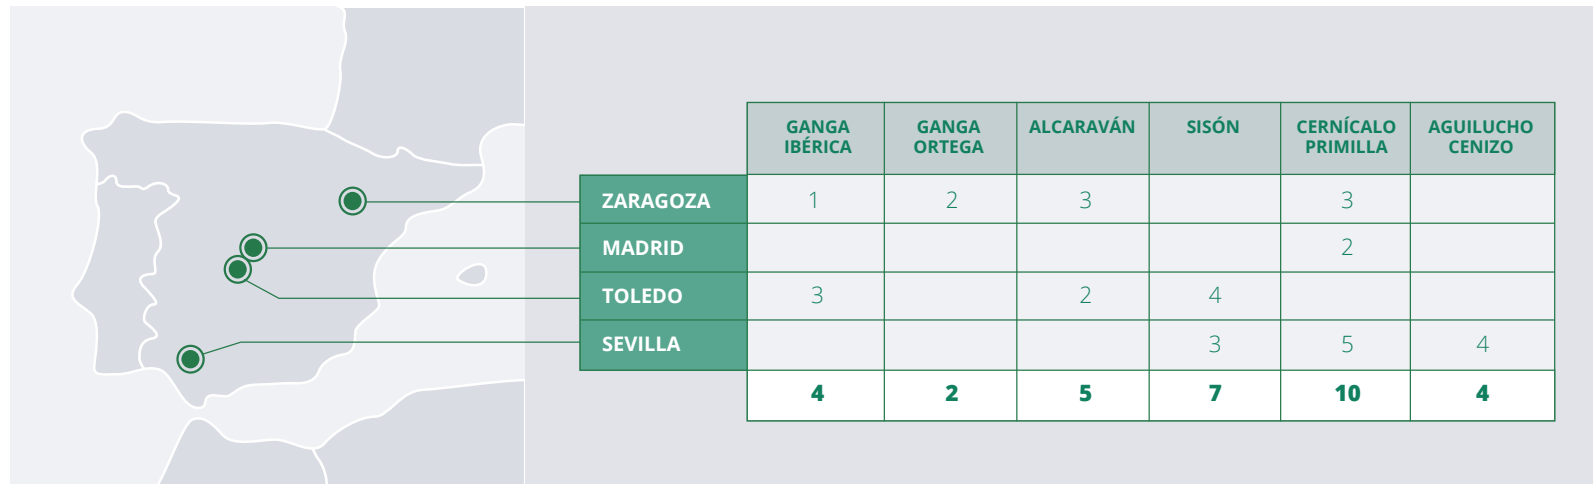 GANGA IBÉRICA GANGA ORTEGA ALCARAVÁN SISÓN CERNÍCALO PRIMILLA AGUILUCHO CENIZO
ZARAGOZA 1 2 3 3
MADRID 2
TOLEDO 3 2 4
SEVILLA 3 5 4
4 2 5 7 10 4